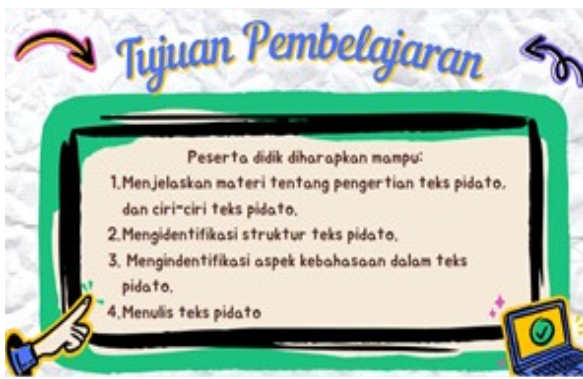 Tujuan Pembelajaran
Peserta didik diharapkan mampu:
1.Menjelaskan materi tentang pengertian teks pidato,
dan ciri-ciri teks pidato,
2.Mengidentifikasi struktur teks pidato,
3. Mengindentifikasi aspek kebahasaan dalam teks
pidato,
4.Menulis teks pidato